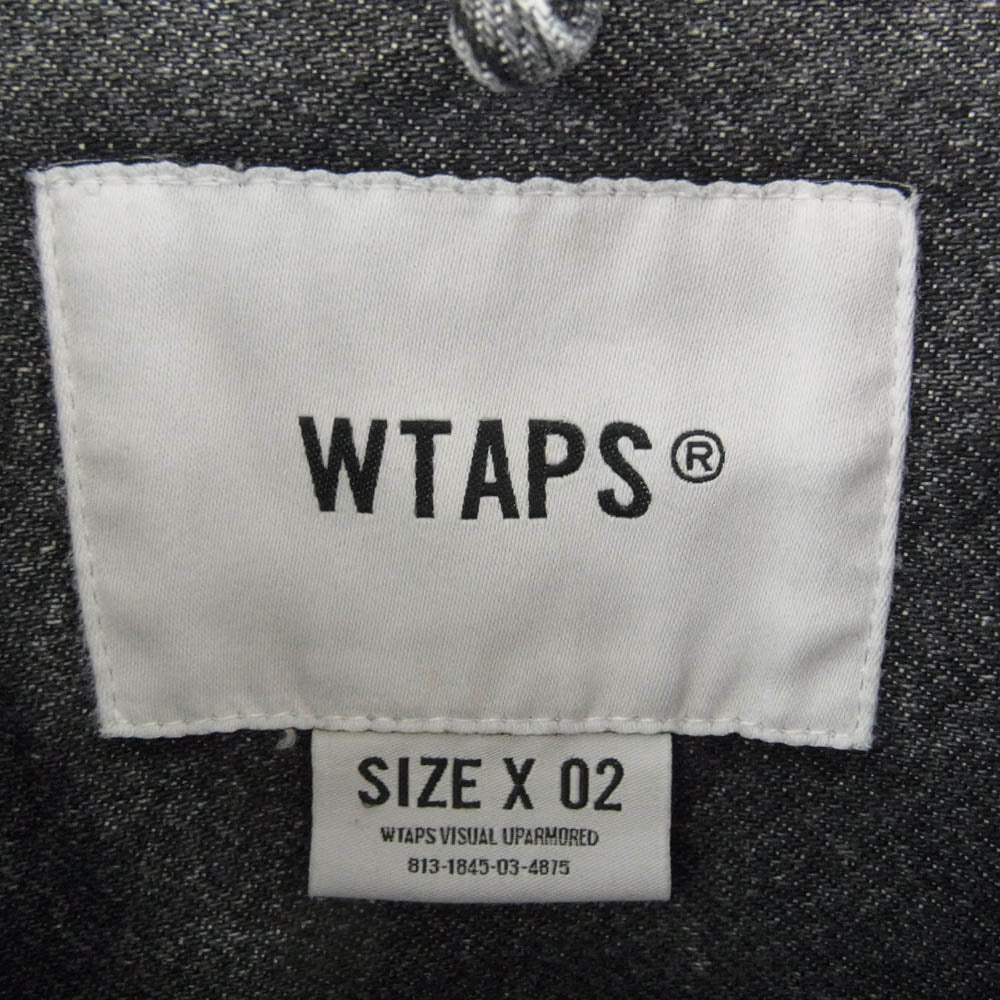 WTAPS®
SIZE X 02
WTAPS VISUAL UPARMORED
813-1845-03-4875